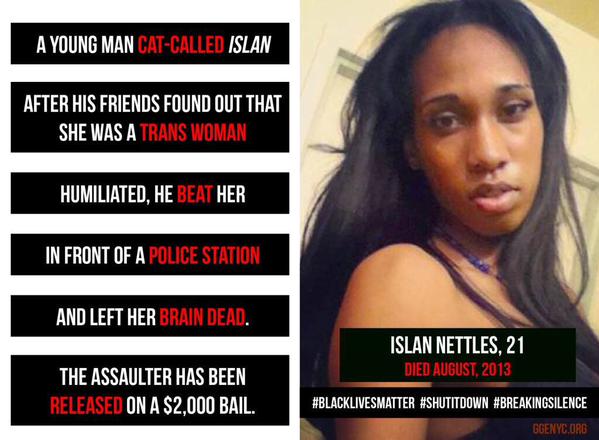 A YOUNG MAN CAT-CALLED ISLAN
AFTER HIS FRIENDS FOUND OUT THAT
SHE WAS A TRANS WOMAN
HUMILIATED, HE BEAT HER
IN FRONT OF A POLICE STATION
AND LEFT HER BRAIN DEAD.
THE ASSAULTER HAS BEEN
RELEASED ON A $2,000 BAIL.
ISLAN NETTLES, 21
DIED AUGUST, 2013
#BLACKLIVESMATTER #SHUTITDOWN #BREAKINGSILENCE
GGENYC.ORG